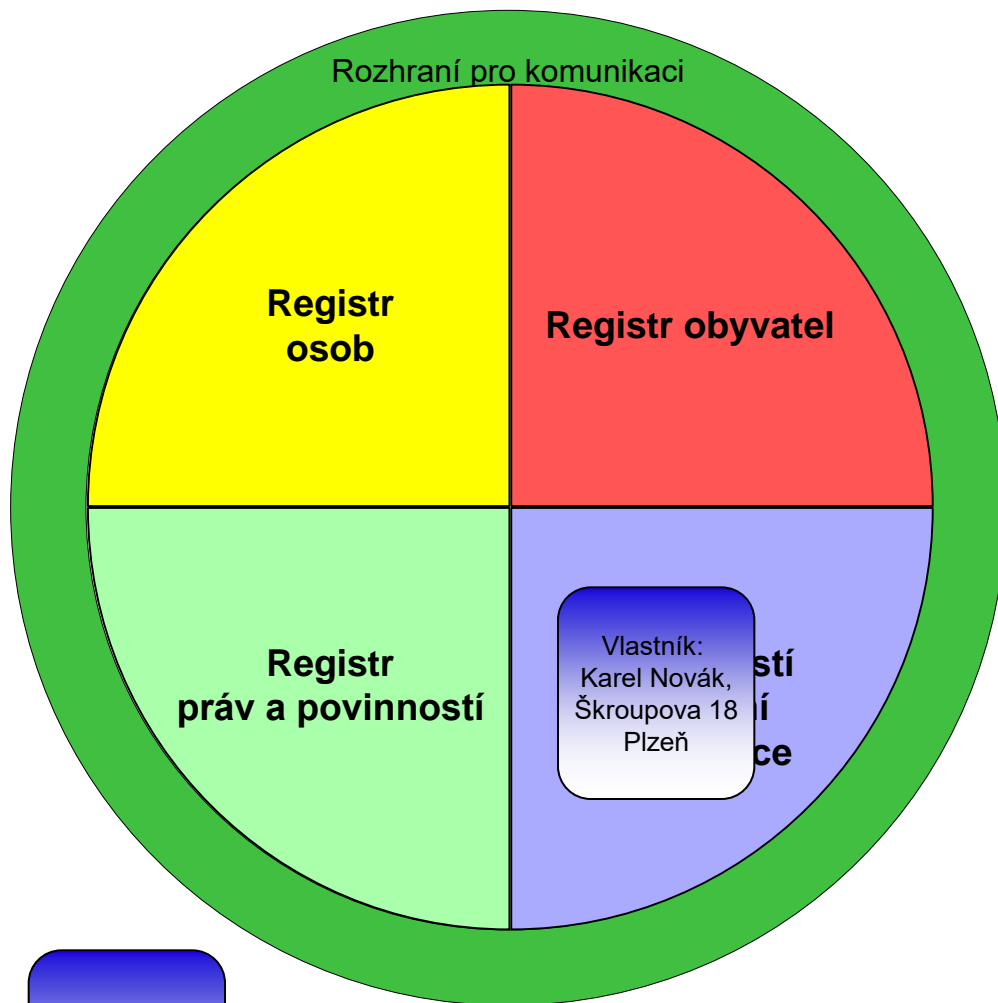 Rozhraní pro komunikaci
Registr
osob
Registr obyvatel
Registr
práv a povinností
Vlastník:
Karel Novák,
Škroupova 18
Plzeň